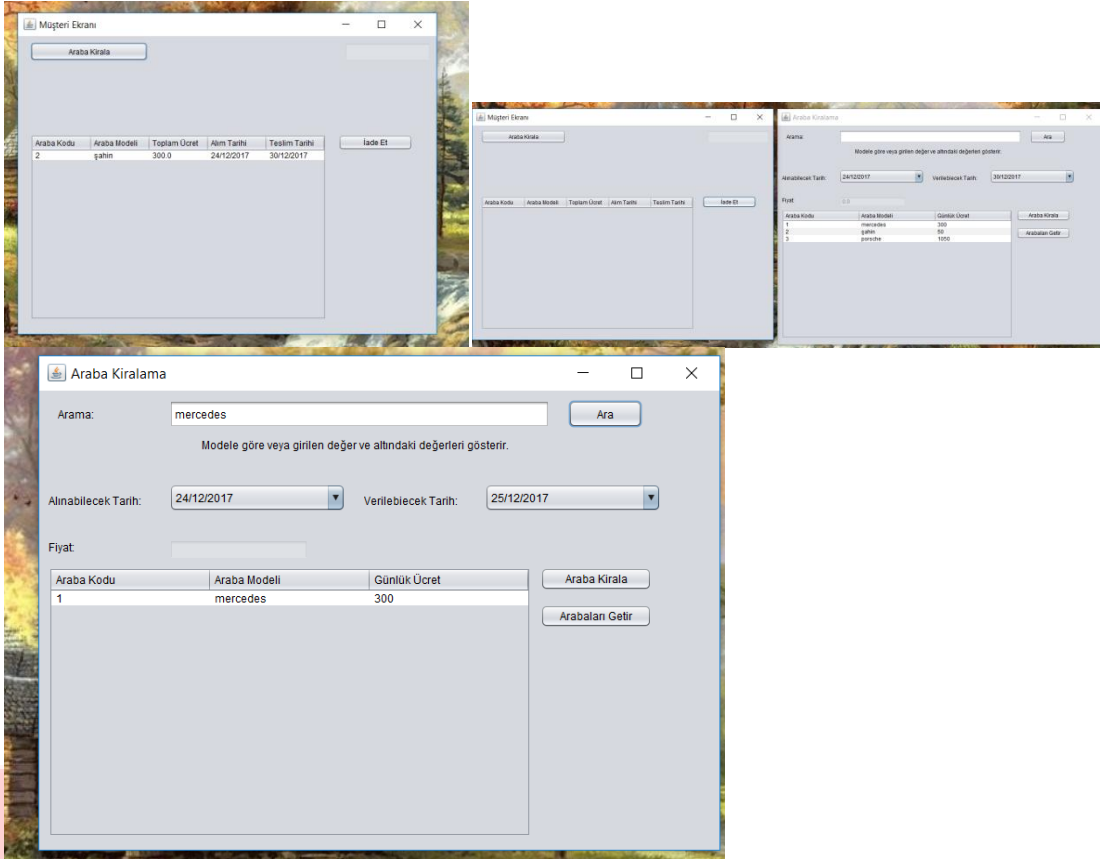 Müşteri Ekranı
Araba Kirala
Araba Kodu Araba Modeli Toplam Ücret Alım Tarihi Teslim Tarihi İade Et
2 şahin 300.0 24/12/2017 30/12/2017
Müşteri Ekranı
Araba Kirala
Araba Kodu Araba Modeli Toplam Ücret Alım Tarihi Teslim Tarihi İade Et
Araba Kiralama
Arama: Ara
Modele göre veya girilen değer ve altındaki değerleri gösterir.
Alınabilecek Tarih: 24/12/2017 Verilebiecek Tarih: 30/12/2017
Fiyat: 0.0
Araba Kodu Araba Modeli Günlük Ücret Araba Kirala
1 mercedes 300
2 şahin 50 Arabaları Getir
3 porsche 1850
Araba Kiralama
Arama: mercedes Ara
Modele göre veya girilen değer ve altındaki değerleri gösterir.
Alınabilecek Tarih: 24/12/2017 Verilebiecek Tarih: 25/12/2017
Fiyat:
Araba Kodu Araba Modeli Günlük Ücret Araba Kirala
1 mercedes 300
Arabaları Getir